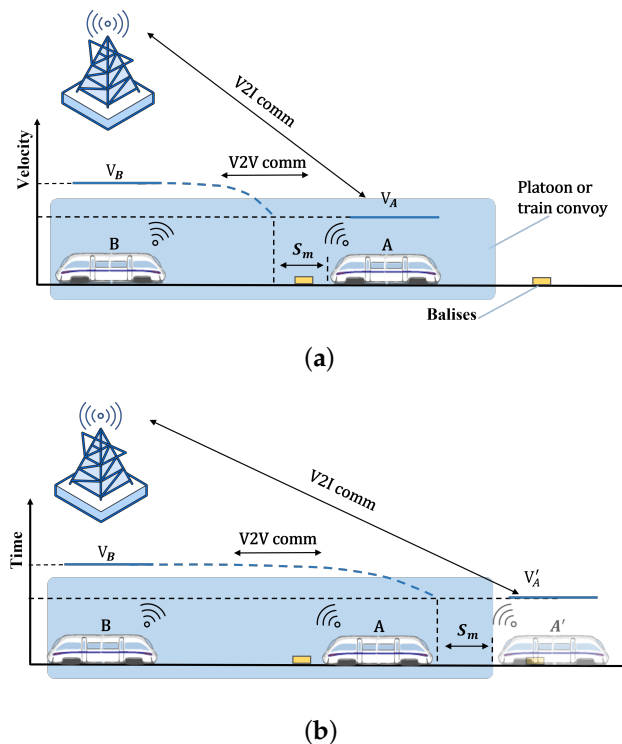 V2I comm
V2V comm
Velocity
V_B
V_A
Platoon or
train convoy
B
S_m
A
Balises
(a)
V2I comm
V2V comm
Time
V_B
V'_A
B
A
S_m
A'
(b)